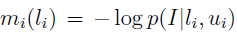 m_i(l_i) = − log p(I|l_i, u_i)